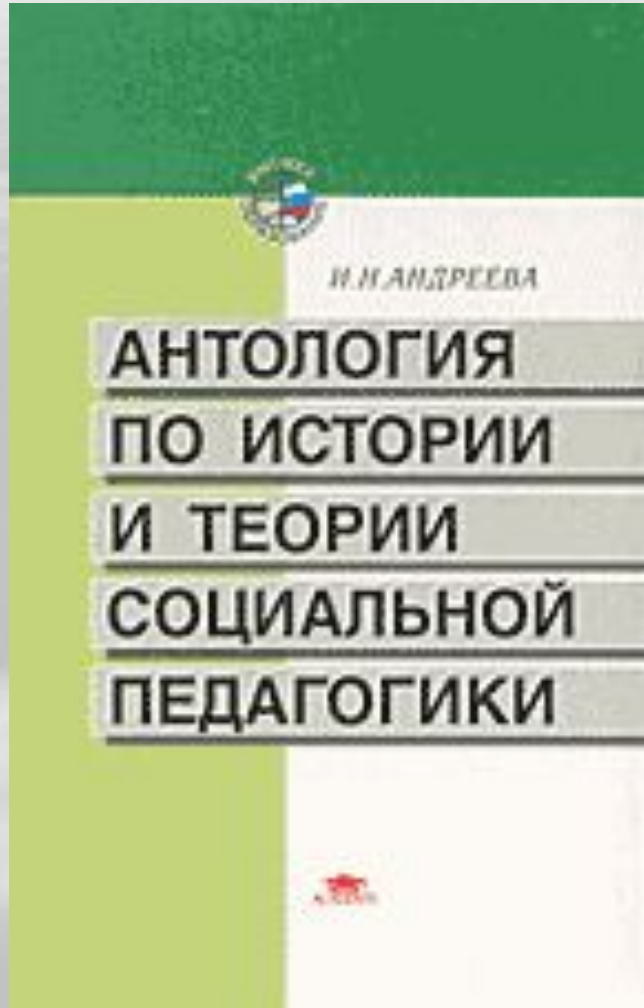 И.Н.АНДРЕЕВА
АНТОЛОГИЯ
ПО ИСТОРИИ
И ТЕОРИИ
СОЦИАЛЬНОЙ
ПЕДАГОГИКИ